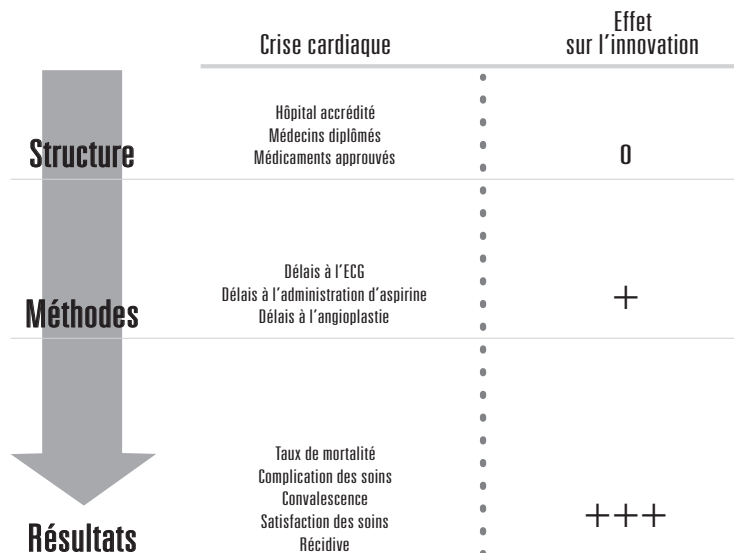 Crise cardiaque
Effet
sur l'innovation
Structure
Hôpital accrédité
Médecins diplômés
Médicaments approuvés
0
Méthodes
Délais à l'ECG
Délais à l'administration d'aspirine
Délais à l'angioplastie
+
Résultats
Taux de mortalité
Complication des soins
Convalescence
Satisfaction des soins
Récidive
+++